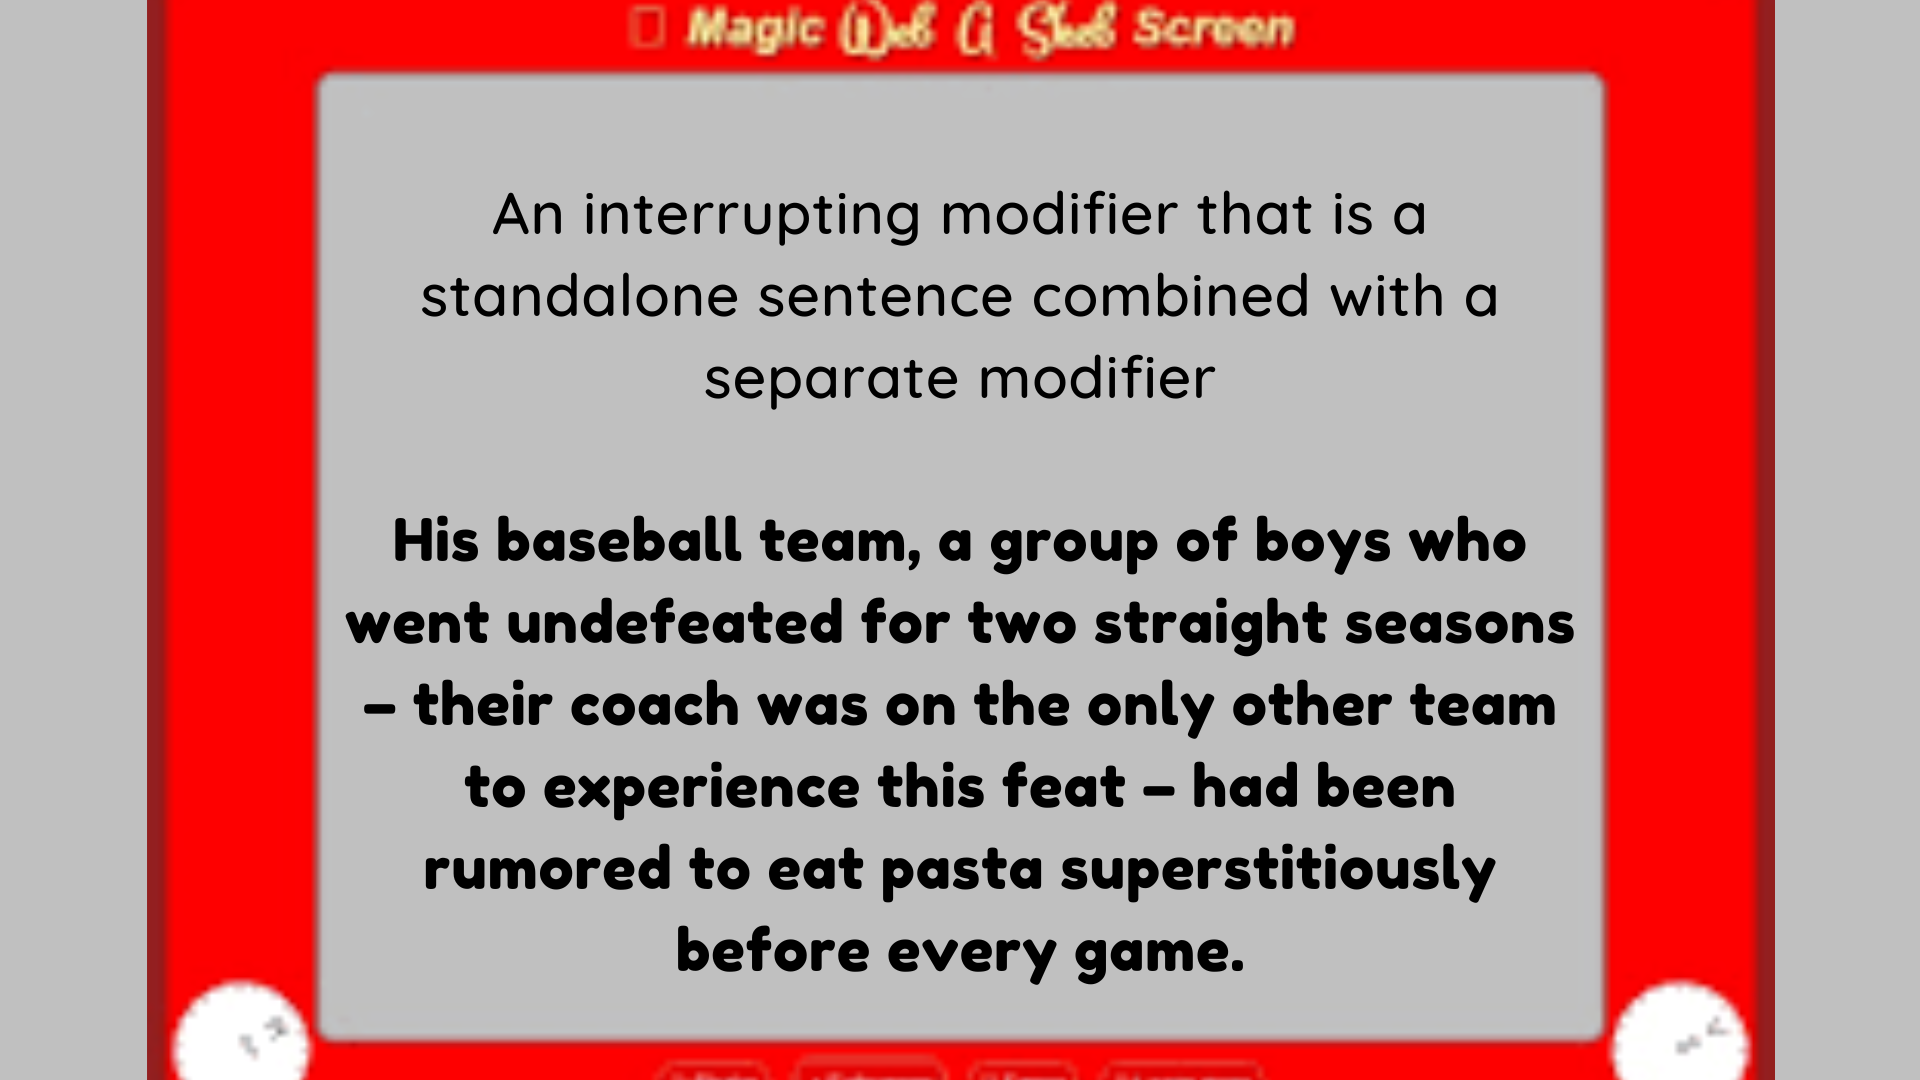 Magic Web A Sketch Screen
An interrupting modifier that is a
standalone sentence combined with a
separate modifier
His baseball team, a group of boys who
went undefeated for two straight seasons
– their coach was on the only other team
to experience this feat – had been
rumored to eat pasta superstitiously
before every game.